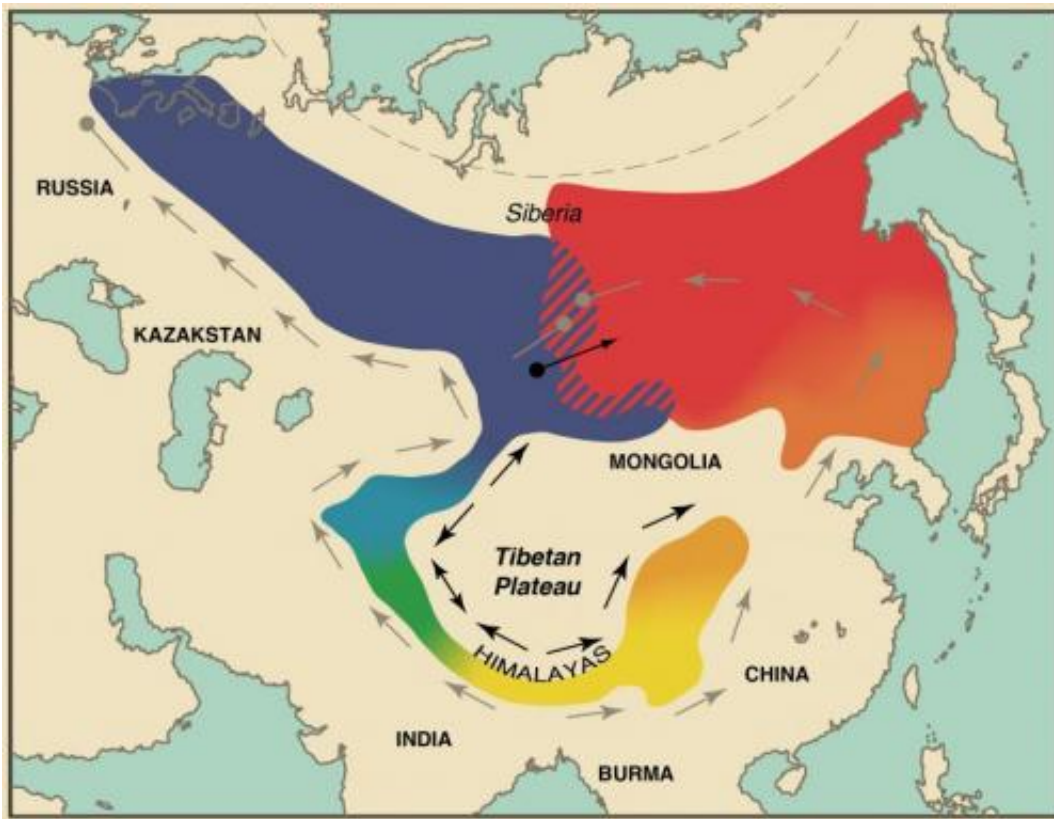 RUSSIA
Siberia
KAZAKSTAN
MONGOLIA
Tibetan
Plateau
HIMALAYAS
CHINA
INDIA
BURMA